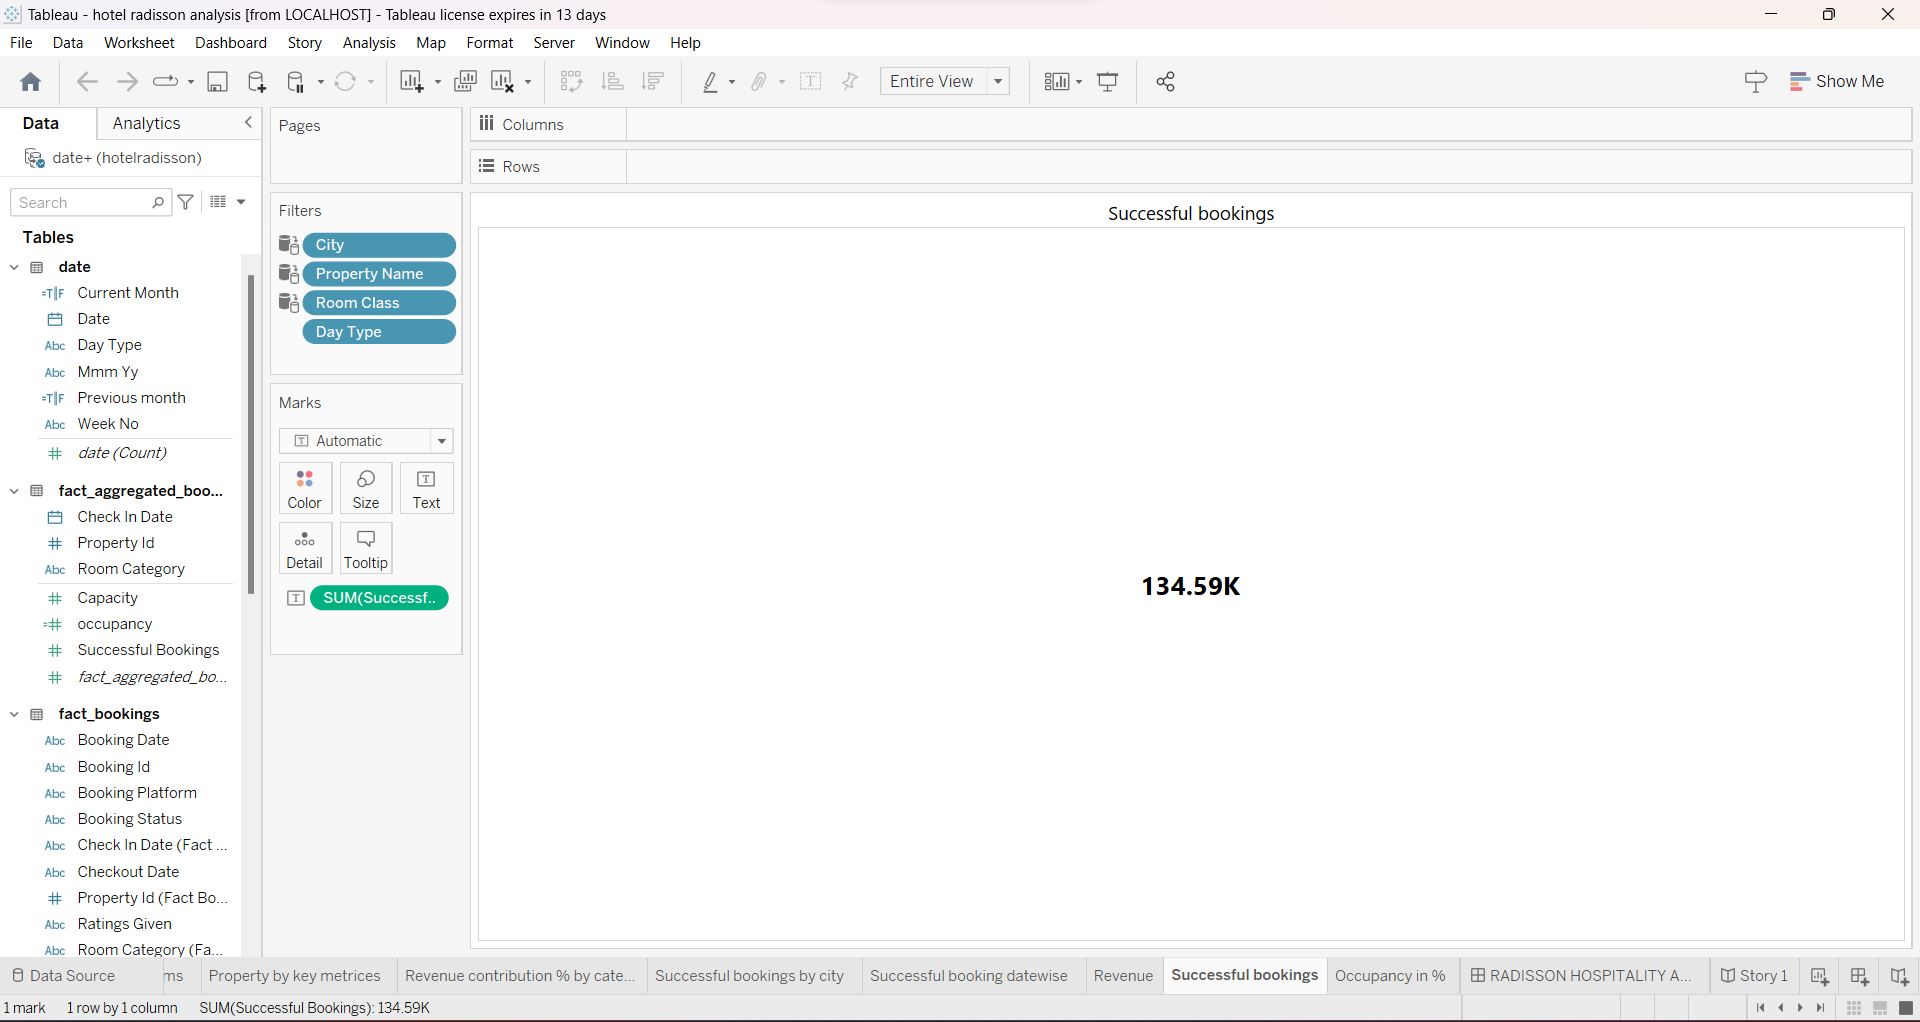 Tableau - hotel radisson analysis [from LOCALHOST] - Tableau license expires in 13 days
File Data Worksheet Dashboard Story Analysis Map Format Server Window Help
Entire View
Show Me
Data Analytics
date+ (hotelradisson)
Search
Tables
date
=T|F Current Month
Date
Abc Day Type
Abc Mmm Yy
=T|F Previous month
Abc Week No
# date (Count)
fact_aggregated_boo...
Check In Date
# Property Id
Abc Room Category
# Capacity
=# occupancy
# Successful Bookings
# fact_aggregated_bo...
fact_bookings
Abc Booking Date
Abc Booking Id
Abc Booking Platform
Abc Booking Status
Abc Check In Date (Fact ...
Abc Checkout Date
# Property Id (Fact Bo...
Abc Ratings Given
Abc Room Category (Fa...
Pages
Filters
City
Property Name
Room Class
Day Type
Marks
T Automatic
Color Size T Text
Detail Tooltip
T SUM(Successf..
Columns
Rows
Successful bookings
134.59K
Data Source ms Property by key metrices Revenue contribution % by cate... Successful bookings by city Successful booking datewise Revenue Successful bookings Occupancy in % RADISSON HOSPITALITY A... Story 1
1 mark 1 row by 1 column SUM(Successful Bookings): 134.59K